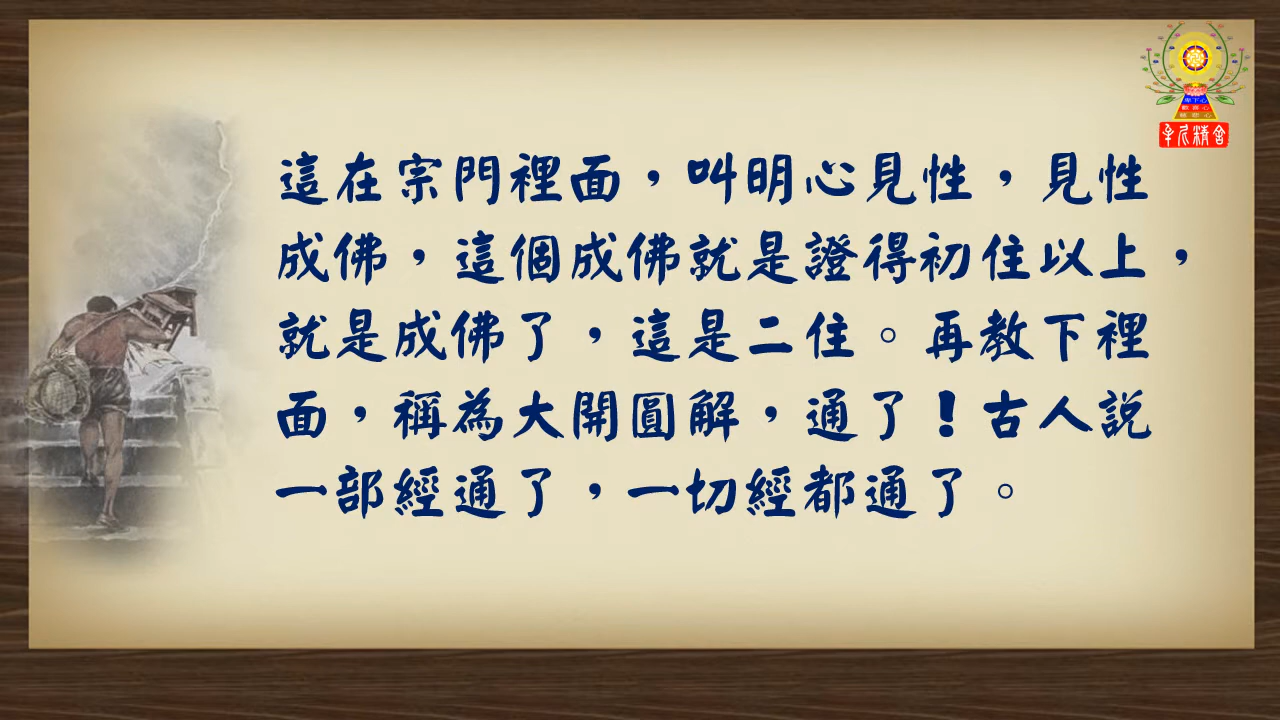 這在宗門裡面，叫明心見性，見性
成佛，這個成佛就是證得初住以上，
就是成佛了，這是二住。再教下裡
面，稱為大開圓解，通了！古人說
一部經通了，一切經都通了。